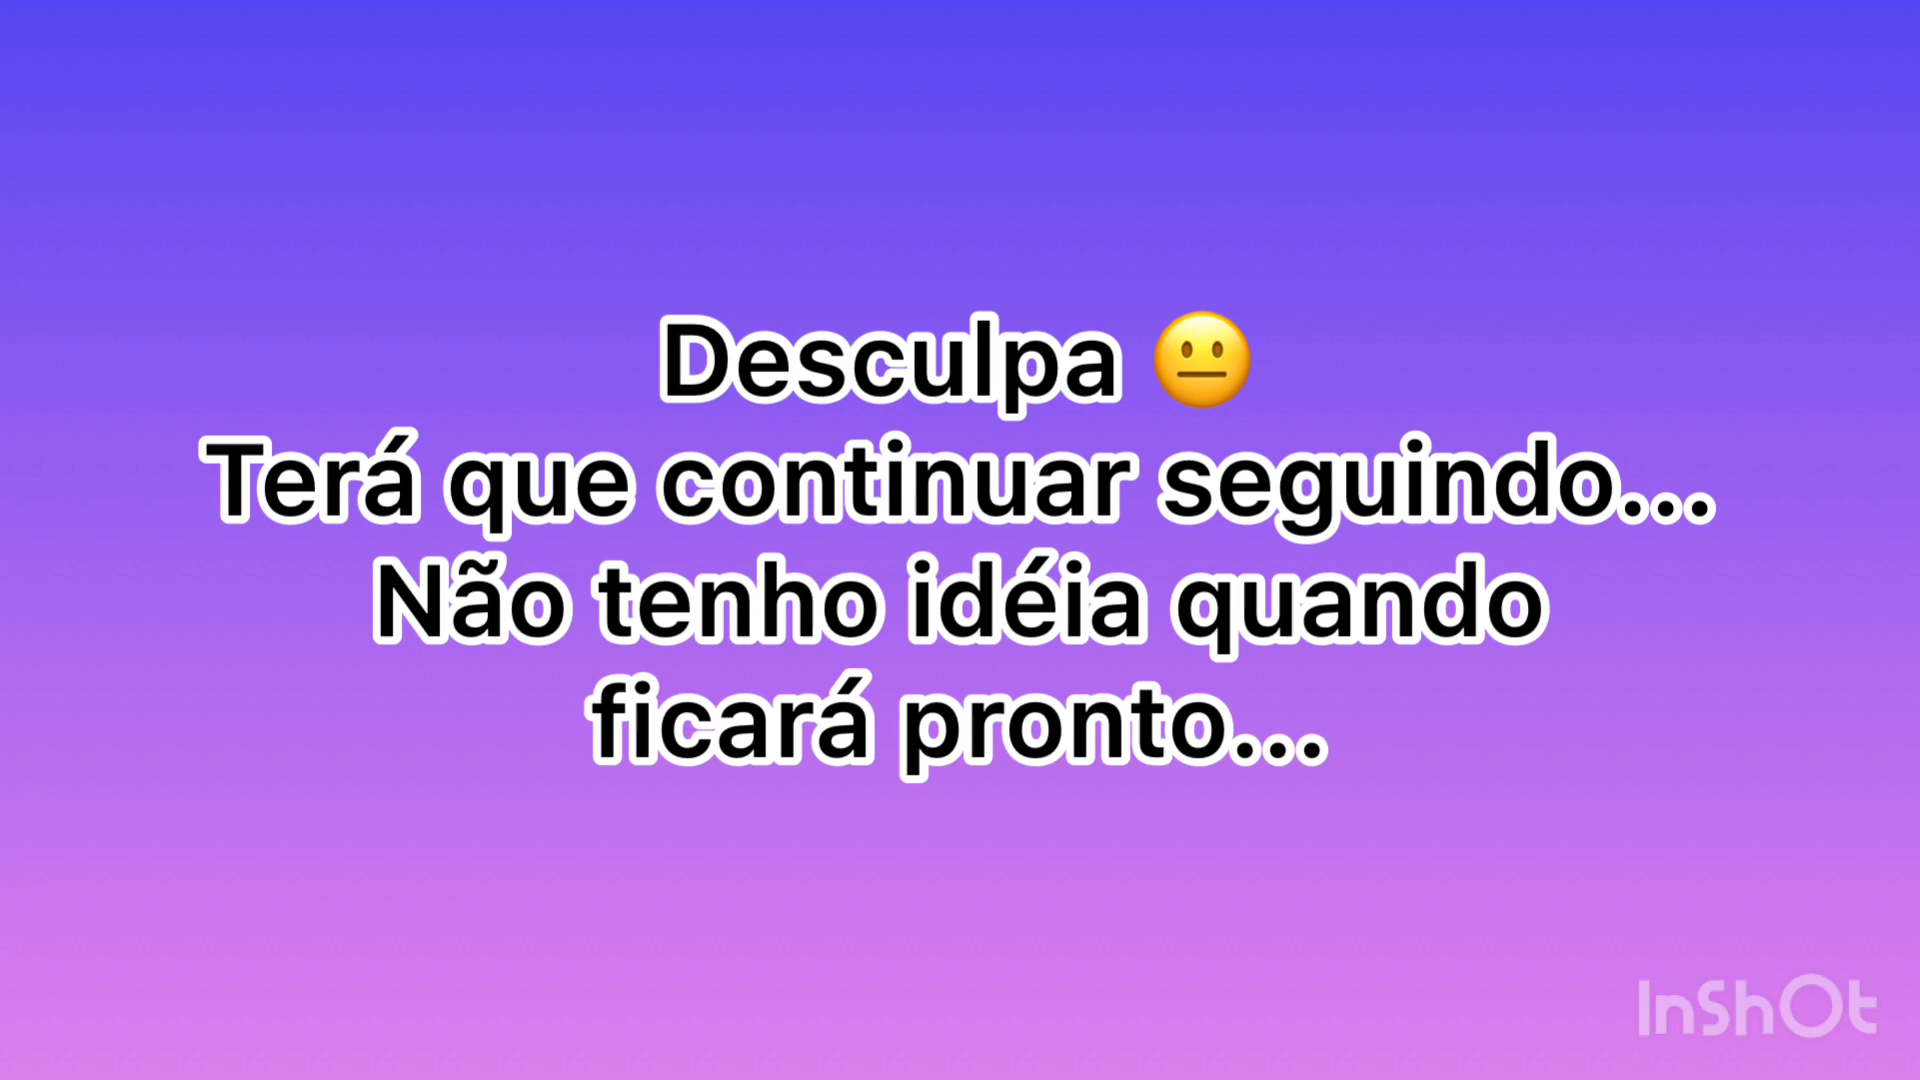 Desculpa 😐
Terá que continuar seguindo...
Não tenho idéia quando
ficará pronto...
InShOt